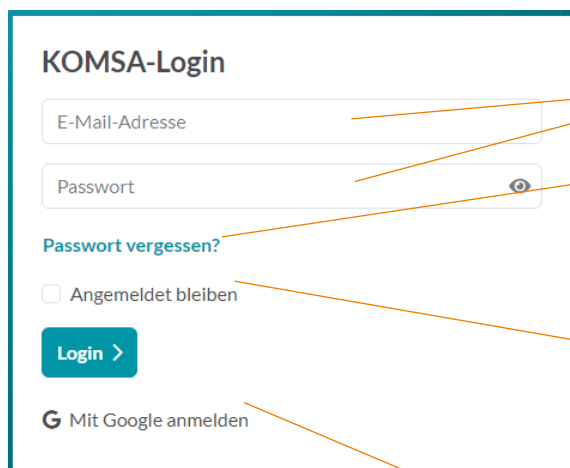 KOMSA-Login
E-Mail-Adresse
Passwort
Passwort vergessen?
Angemeldet bleiben
Login
Mit Google anmelden